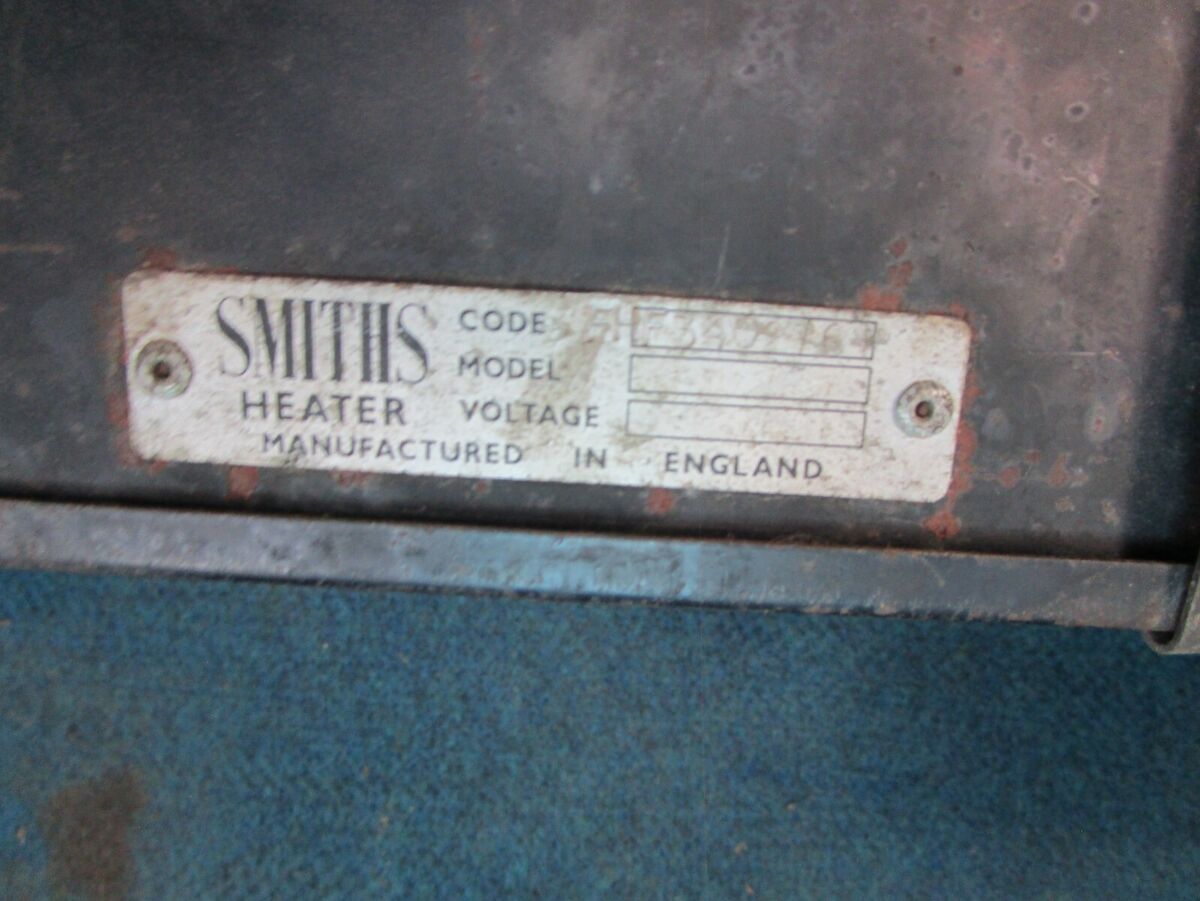 SMITHS
HEATER
CODE
MODEL
VOLTAGE
MANUFACTURED IN ENGLAND